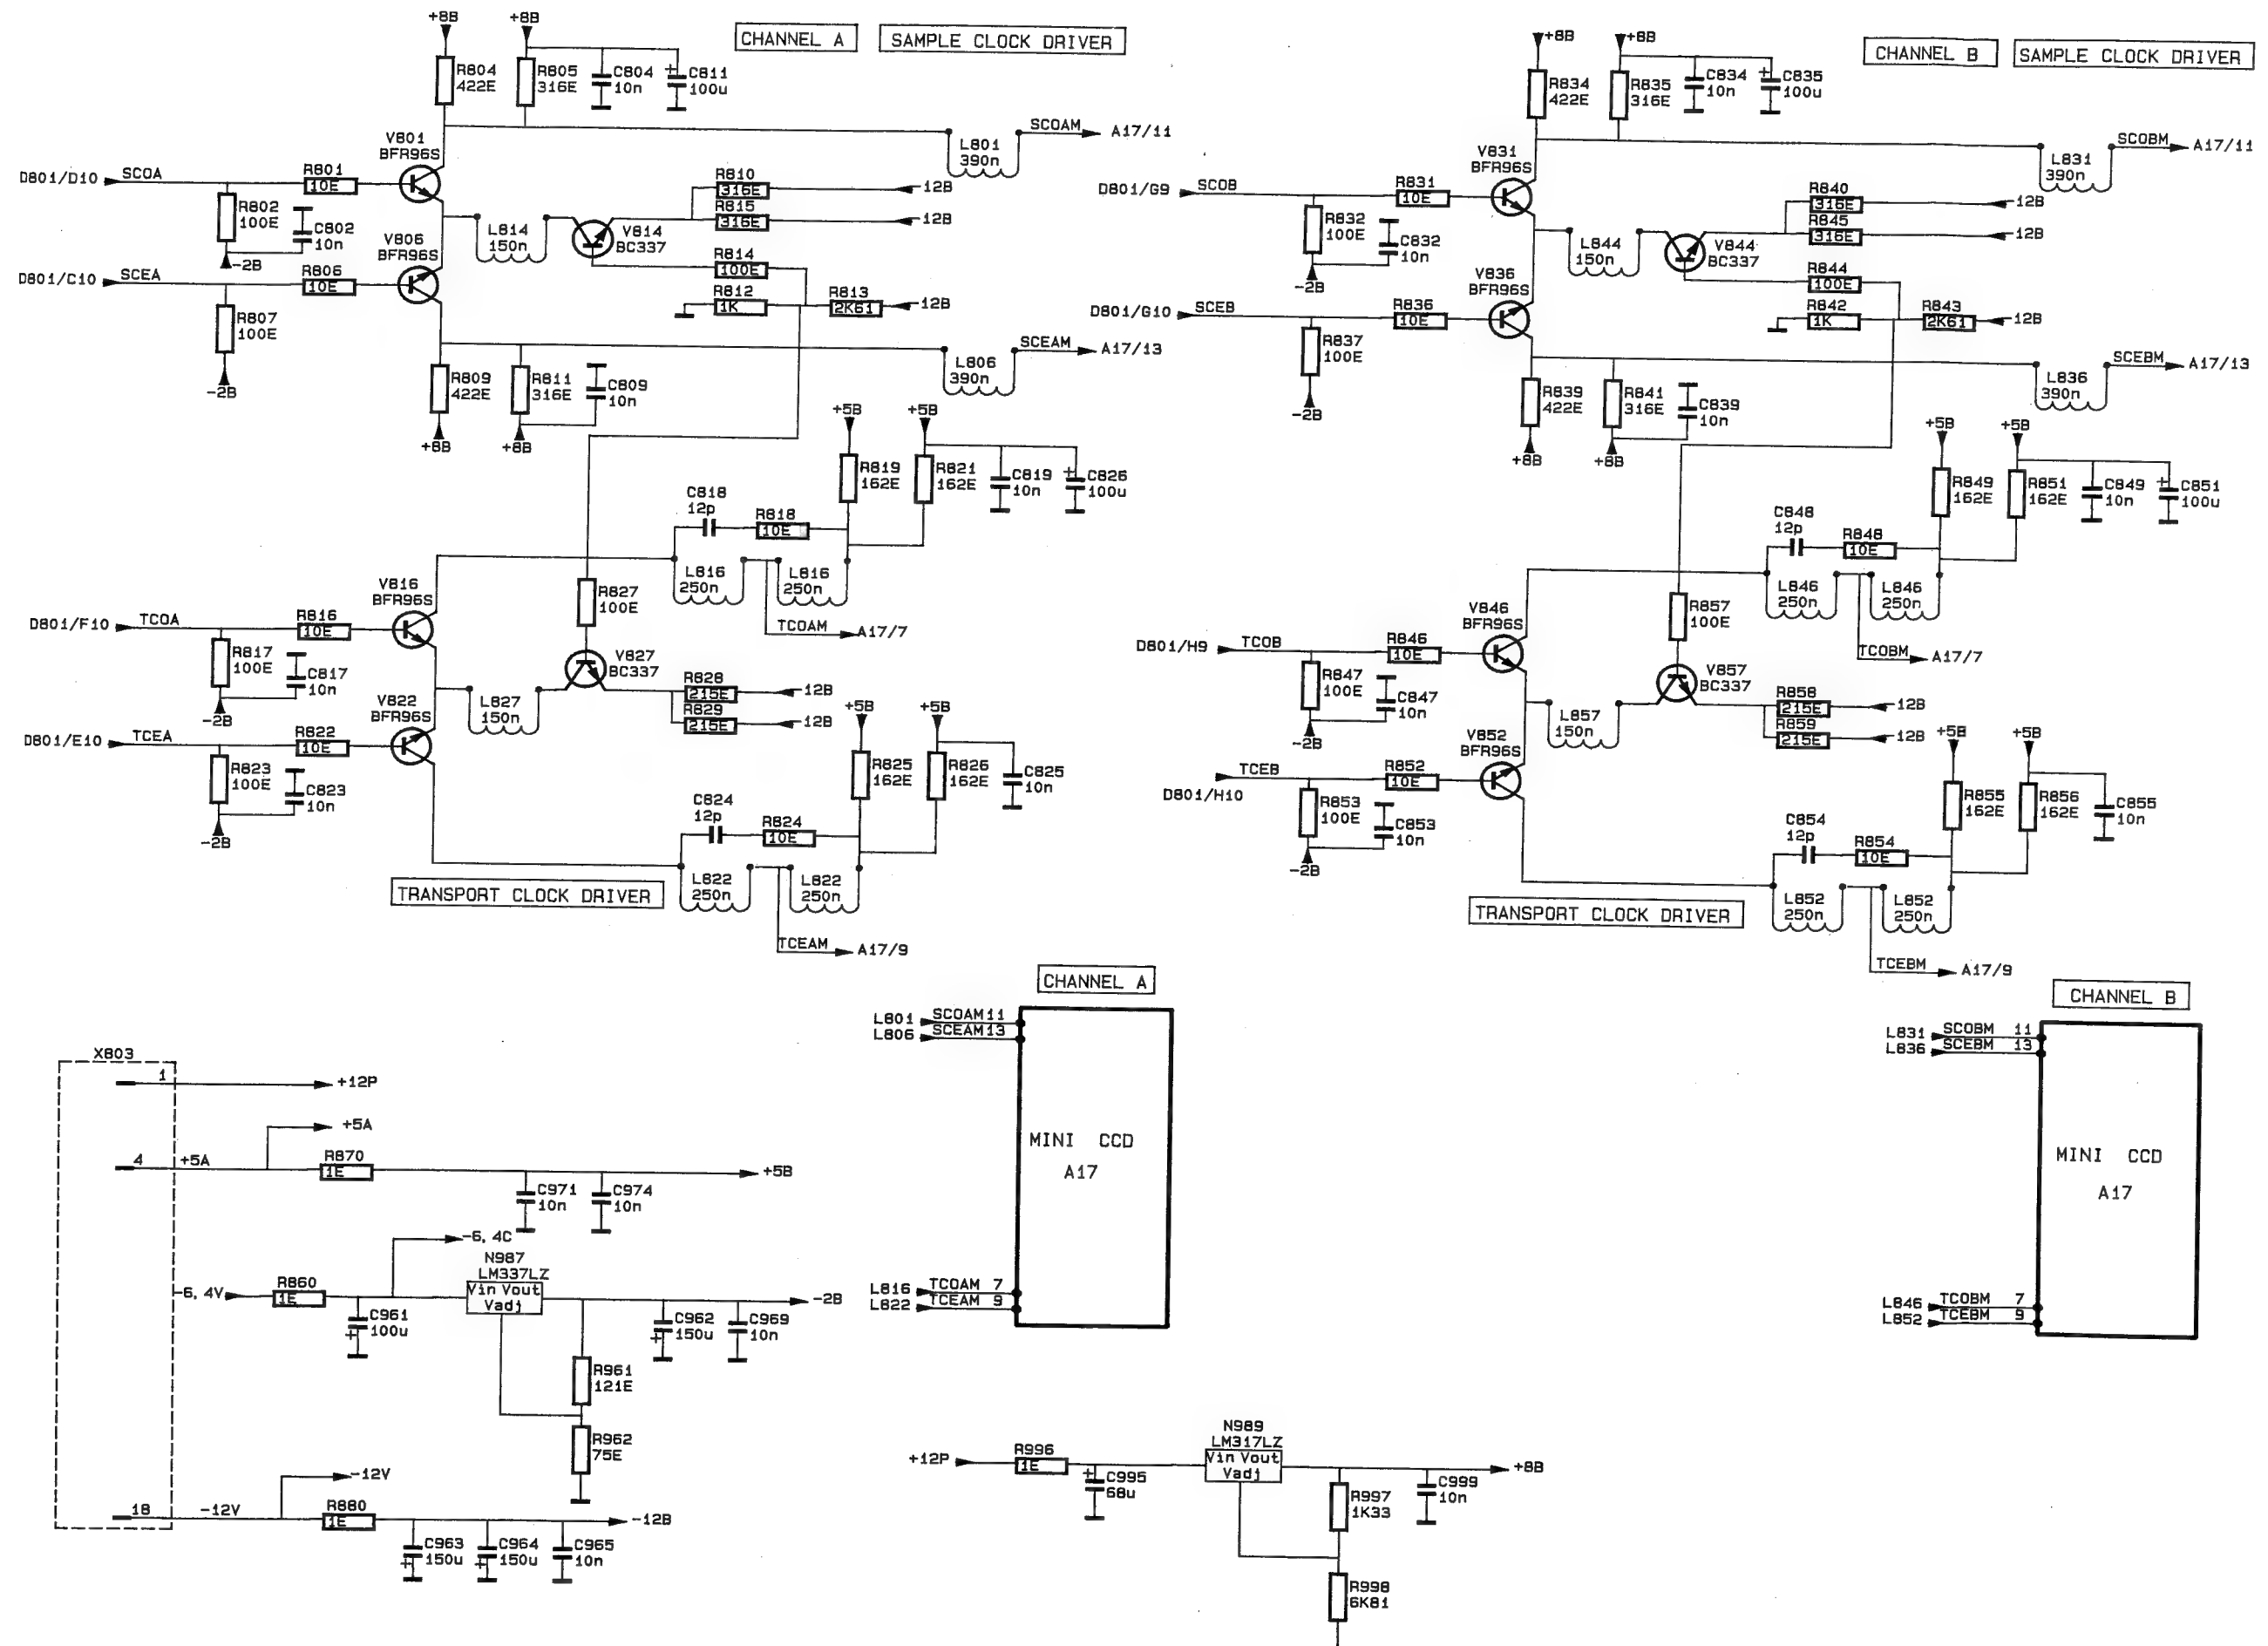 +8B
+8B
CHANNEL A
SAMPLE CLOCK DRIVER
R804
422E
R805
316E
C804
10n
+
C811
100u
V801
BFR96S
SCOAM
A17/11
L801
390n
D801/D10
SCOA
R801
10E
R802
100E
C802
10n
-2B
R810
316E
-12B
R815
316E
-12B
L814
150n
V814
BC337
R814
100E
R812
1K
R813
2K61
-12B
V806
BFR96S
D801/C10
SCEA
R806
10E
R807
100E
-2B
SCEAM
A17/13
L806
390n
R809
422E
R811
316E
C809
10n
+8B
+8B
+5B
+5B
R819
162E
R821
162E
C819
10n
+
C826
100u
C818
12p
R818
10E
L816
250n
L816
250n
TCOAM
A17/7
V816
BFR96S
D801/F10
TCOA
R816
10E
R817
100E
C817
10n
-2B
R827
100E
V827
BC337
R828
215E
-12B
R829
215E
-12B
L827
150n
V822
BFR96S
D801/E10
TCEA
R822
10E
R823
100E
C823
10n
-2B
+5B
+5B
R825
162E
R826
162E
C825
10n
C824
12p
R824
10E
L822
250n
L822
250n
TCEAM
A17/9
TRANSPORT CLOCK DRIVER
+8B
+8B
CHANNEL B
SAMPLE CLOCK DRIVER
R834
422E
R835
316E
C834
10n
+
C835
100u
V831
BFR96S
SCOBM
A17/11
L831
390n
D801/G9
SCOB
R831
10E
R832
100E
C832
10n
-2B
R840
316E
-12B
R845
316E
-12B
L844
150n
V844
BC337
R844
100E
R842
1K
R843
2K61
-12B
V836
BFR96S
D801/G10
SCEB
R836
10E
R837
100E
-2B
SCEBM
A17/13
L836
390n
R839
422E
R841
316E
C839
10n
+8B
+8B
+5B
+5B
R849
162E
R851
162E
C849
10n
+
C851
100u
C848
12p
R848
10E
L846
250n
L846
250n
TCOBM
A17/7
V846
BFR96S
D801/H9
TCOB
R846
10E
R847
100E
C847
10n
-2B
R857
100E
V857
BC337
R858
215E
-12B
R859
215E
-12B
L857
150n
V852
BFR96S
D801/H10
TCEB
R852
10E
R853
100E
C853
10n
-2B
+5B
+5B
R855
162E
R856
162E
C855
10n
C854
12p
R854
10E
L852
250n
L852
250n
TCEBM
A17/9
TRANSPORT CLOCK DRIVER
CHANNEL A
L801 SCOAM 11
L806 SCEAM 13
MINI CCD
A17
L816 TCOAM 7
L822 TCEAM 9
CHANNEL B
L831 SCOBM 11
L836 SCEBM 13
MINI CCD
A17
L846 TCOBM 7
L852 TCEBM 9
X803
1
+12P
+5A
4
+5A
R870
1E
+5B
C971
10n
C974
10n
-6,4C
N987
LM337LZ
Vin Vout
Vadj
-6,4V
R860
1E
-2B
C961
100u
+
C962
150u
+
C969
10n
R961
121E
R962
75E
-12V
18
-12V
R880
1E
-12B
C963
150u
+
C964
150u
+
C965
10n
N989
LM317LZ
Vin Vout
Vadj
+12P
R996
1E
+8B
+
C995
68u
R997
1K33
C999
10n
R998
6K81